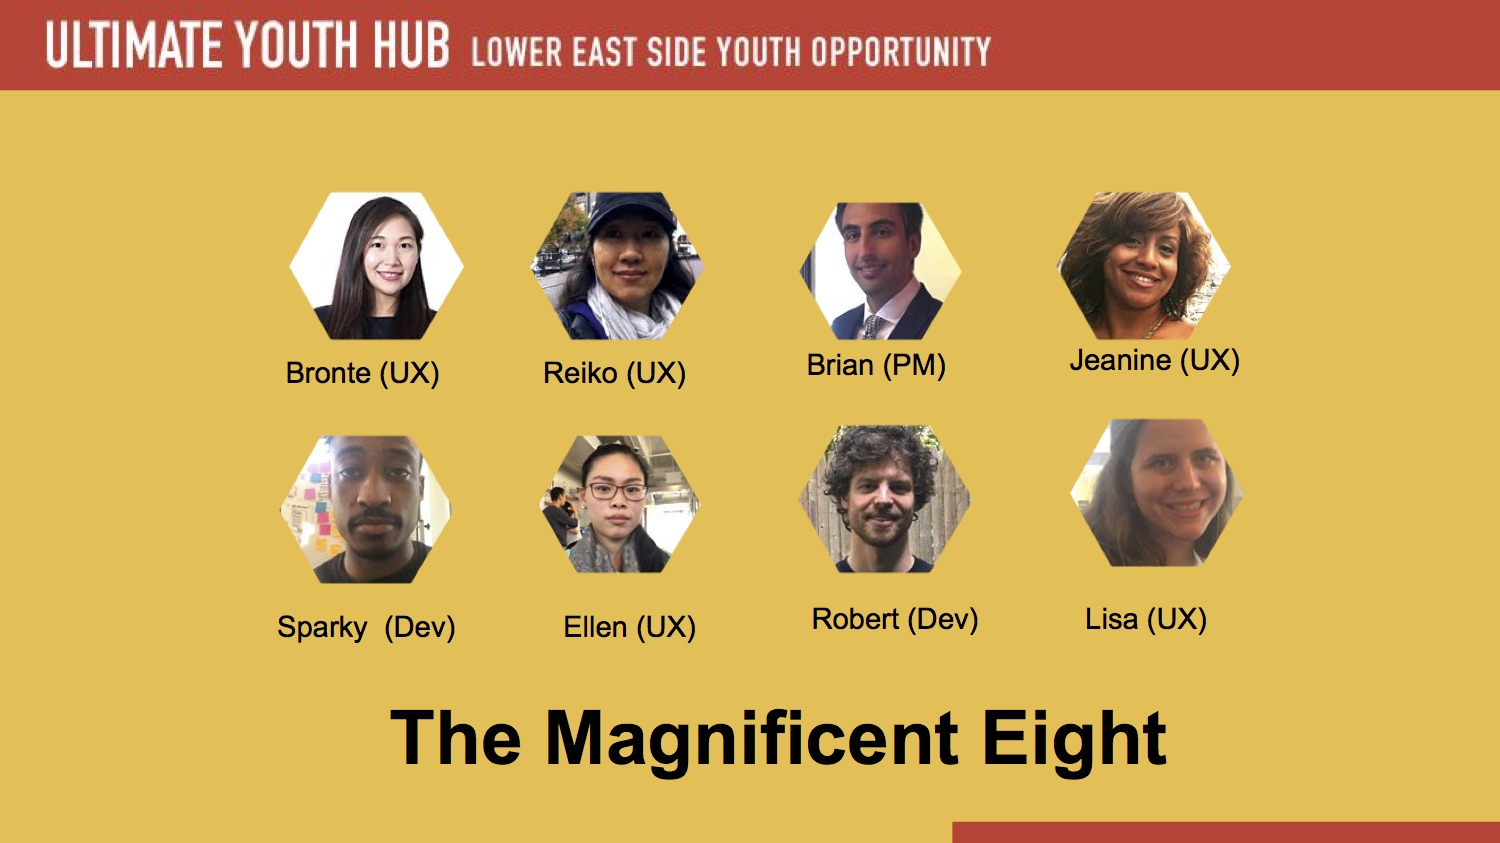 ULTIMATE YOUTH HUB LOWER EAST SIDE YOUTH OPPORTUNITY
Bronte (UX) Reiko (UX) Brian (PM) Jeanine (UX)
Sparky  (Dev) Ellen (UX) Robert (Dev) Lisa (UX)
The Magnificent Eight